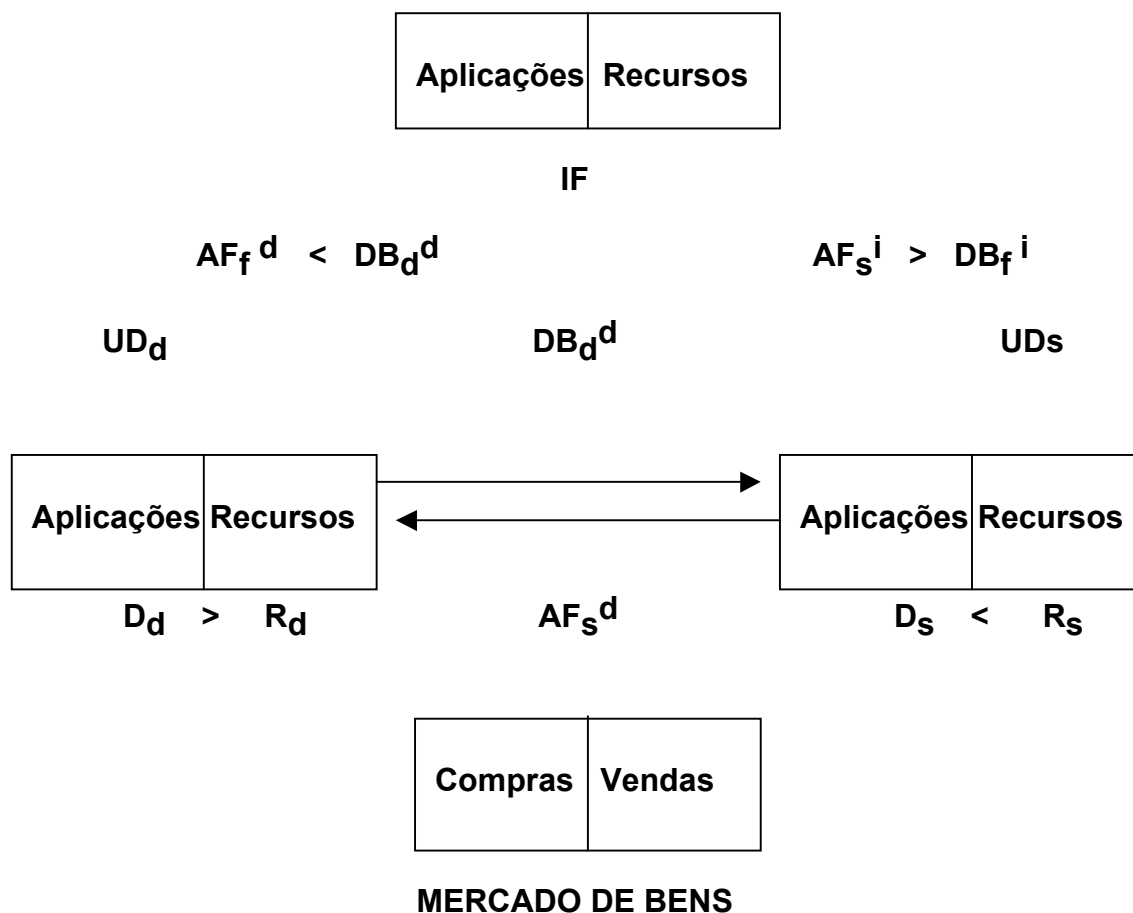 Aplicações Recursos
IF
AFf d < DBd d AFs i > DBf i
UDd DBd d UDs
Aplicações Recursos Aplicações Recursos
Dd > Rd AFs d Ds < Rs
Compras Vendas
MERCADO DE BENS